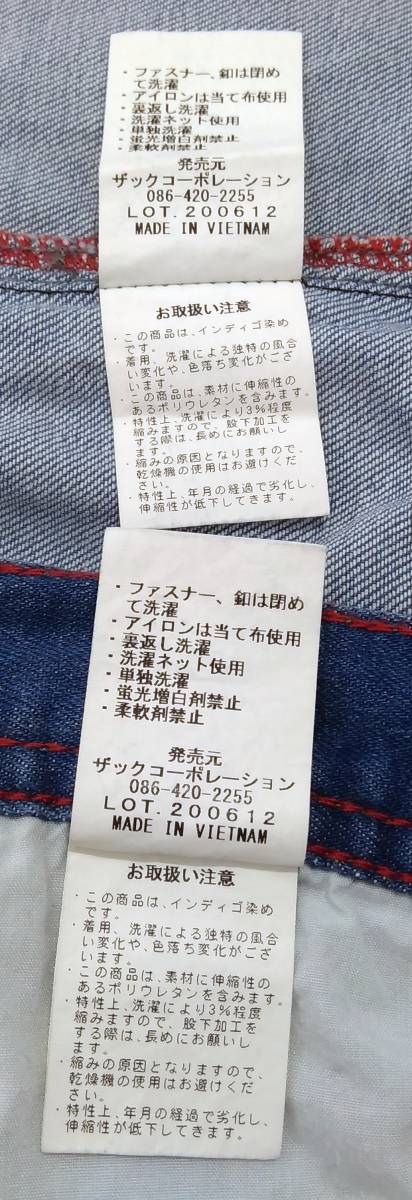 ・ファスナー、釦は閉め
て洗濯
・アイロンは当て布使用
・裏返し洗濯
・洗濯ネット使用
・単独洗濯
・蛍光増白剤禁止
・柔軟剤禁止
発売元
ザックコーポレーション
086-420-2255
LOT.200612
MADE IN VIETNAM
お取扱い注意
・この商品は、インディゴ染め
です。
・着用、洗濯による独特の風合
い変化や、色落ち変化がござ
います。
・この商品は、素材に伸縮性の
あるポリウレタンを含みます。
・特性上、洗濯により3%程度
縮みますので、股下加工を
する際は、長めにお願いし
ます。
・縮みの原因となりますので、
乾燥機の使用はお避けくだ
さい。
・特性上、年月の経過で劣化し、
伸縮性が低下してきます。
・ファスナー、釦は閉め
て洗濯
・アイロンは当て布使用
・裏返し洗濯
・洗濯ネット使用
・単独洗濯
・蛍光増白剤禁止
・柔軟剤禁止
発売元
ザックコーポレーション
086-420-2255
LOT.200612
MADE IN VIETNAM
お取扱い注意
・この商品は、インディゴ染め
です。
・着用、洗濯による独特の風合
い変化や、色落ち変化がござ
います。
・この商品は、素材に伸縮性の
あるポリウレタンを含みます。
・特性上、洗濯により3%程度
縮みますので、股下加工を
する際は、長めにお願いし
ます。
・縮みの原因となりますので、
乾燥機の使用はお避けくだ
さい。
・特性上、年月の経過で劣化し、
伸縮性が低下してきます。